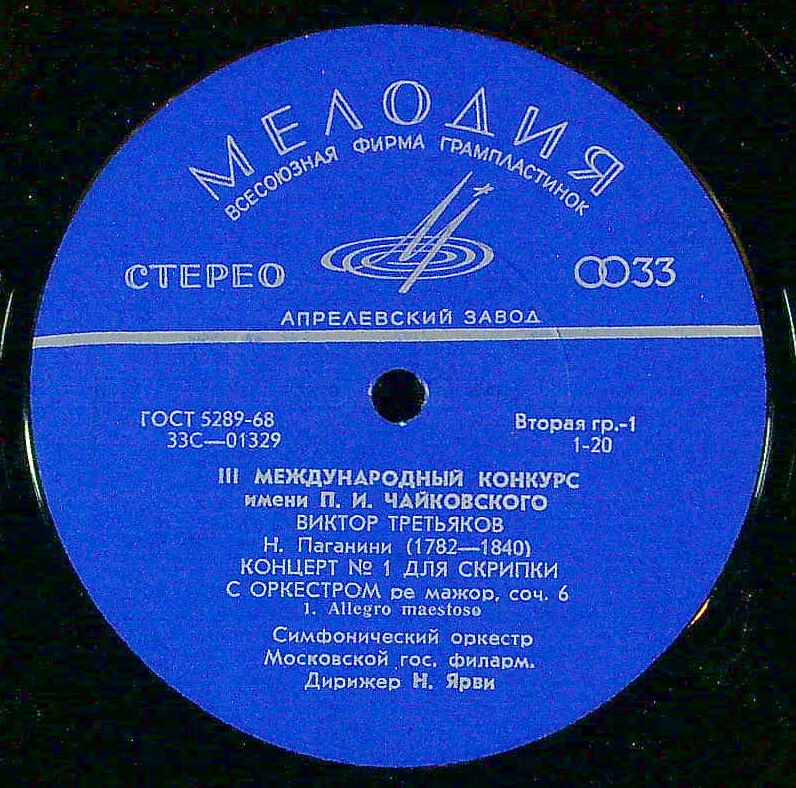 МЕЛОДИЯ
ВСЕСОЮЗНАЯ ФИРМА ГРАМПЛАСТИНОК
СТЕРЕО
33
АПРЕЛЕВСКИЙ ЗАВОД
ГОСТ 5289-68
33С—01329
Вторая гр.-1
1-20
III МЕЖДУНАРОДНЫЙ КОНКУРС
имени П. И. ЧАЙКОВСКОГО
ВИКТОР ТРЕТЬЯКОВ
Н. Паганини (1782—1840)
КОНЦЕРТ № 1 ДЛЯ СКРИПКИ
С ОРКЕСТРОМ ре мажор, соч. 6
1. Allegro maestoso
Симфонический оркестр
Московской гос. филарм.
Дирижер Н. Ярви